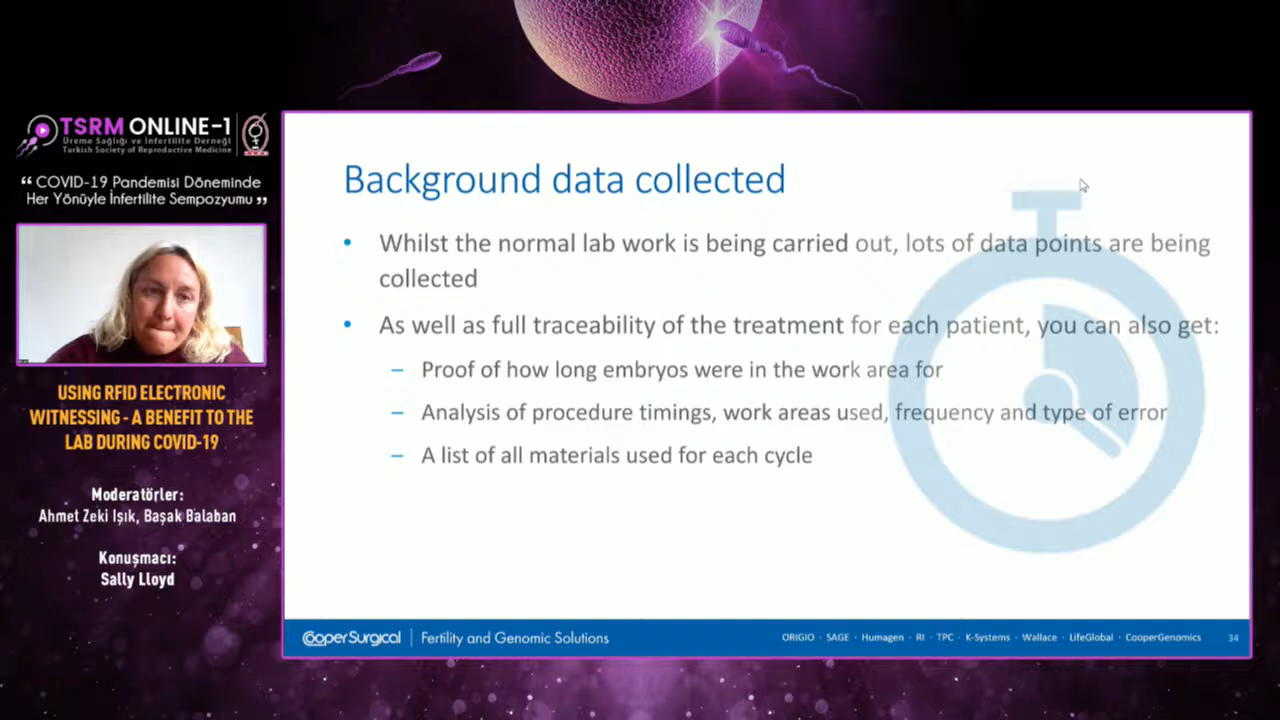 TSRM ONLINE-1
Üreme Sağlığı ve İnfertilite Derneği
Turkish Society of Reproductive Medicine
“ COVID-19 Pandemisi Döneminde
Her Yönüyle İnfertilite Sempozyumu ”
USING RFID ELECTRONIC
WITNESSING - A BENEFIT TO THE
LAB DURING COVID-19
Moderatörler:
Ahmet Zeki Işık, Başak Balaban
Konuşmacı:
Sally Lloyd
Background data collected
• Whilst the normal lab work is being carried out, lots of data points are being
collected
• As well as full traceability of the treatment for each patient, you can also get:
– Proof of how long embryos were in the work area for
– Analysis of procedure timings, work areas used, frequency and type of error
– A list of all materials used for each cycle
CooperSurgical | Fertility and Genomic Solutions
ORIGIO · SAGE · Humagen · RI · TPC · K-Systems · Wallace · LifeGlobal · CooperGenomics 34